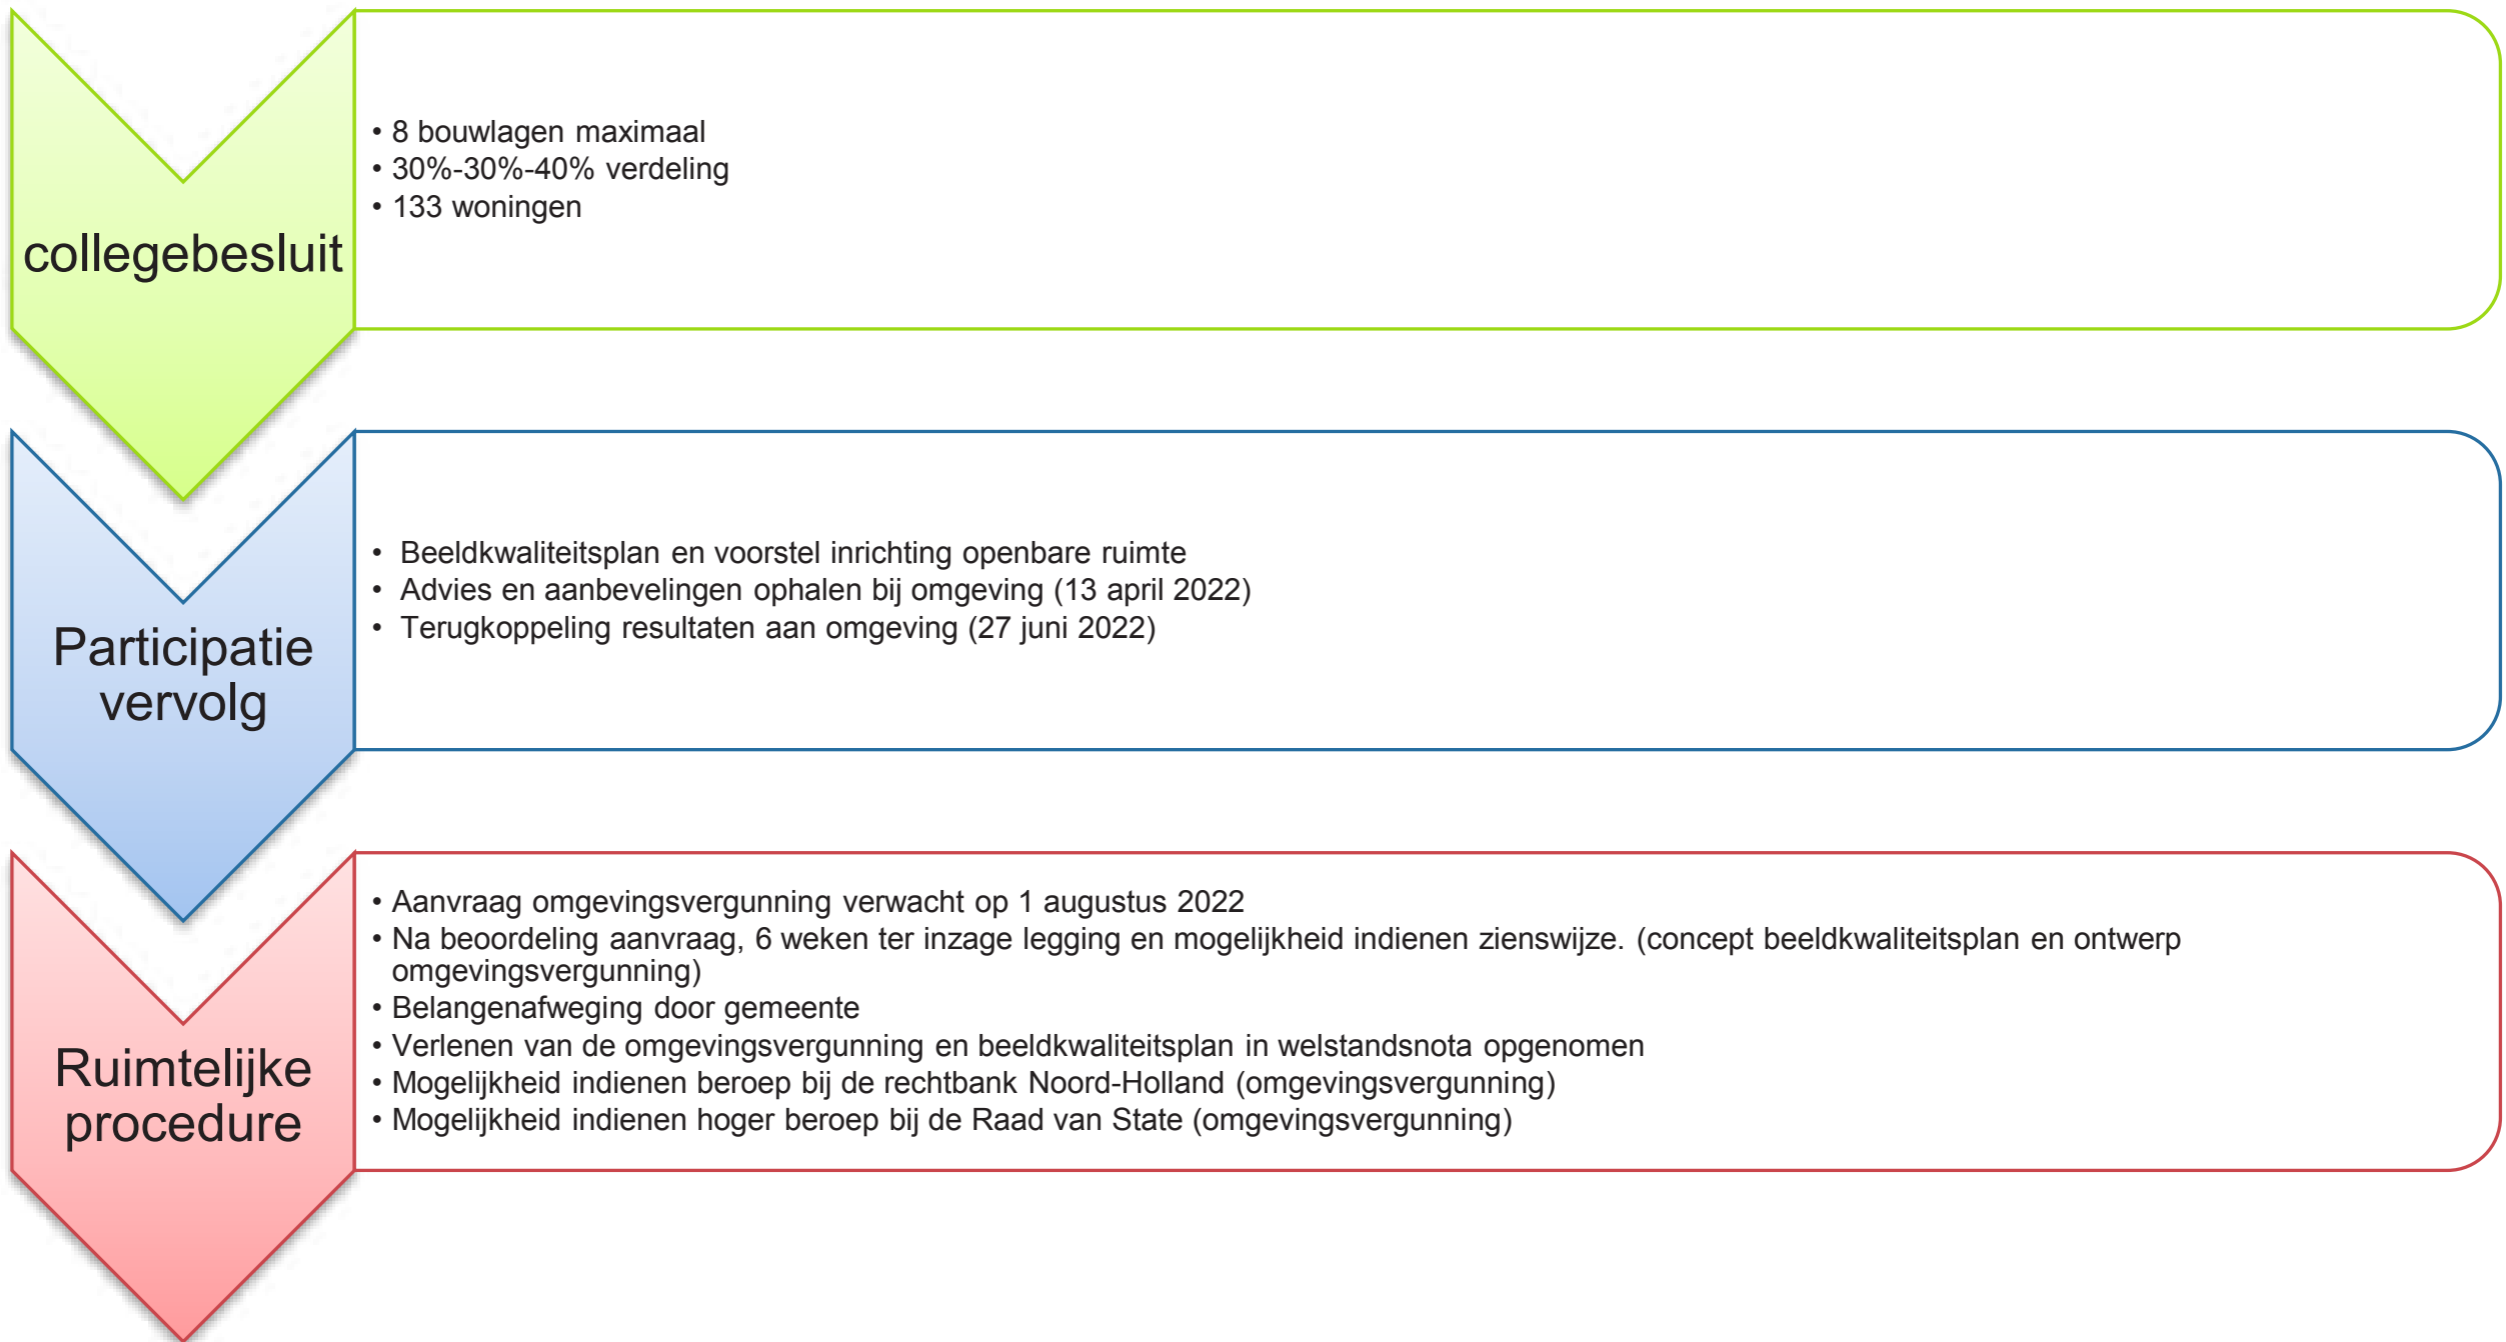 collegebesluit
• 8 bouwlagen maximaal
• 30%-30%-40% verdeling
• 133 woningen
Participatie
vervolg
• Beeldkwaliteitsplan en voorstel inrichting openbare ruimte
• Advies en aanbevelingen ophalen bij omgeving (13 april 2022)
• Terugkoppeling resultaten aan omgeving (27 juni 2022)
Ruimtelijke
procedure
• Aanvraag omgevingsvergunning verwacht op 1 augustus 2022
• Na beoordeling aanvraag, 6 weken ter inzage legging en mogelijkheid indienen zienswijze. (concept beeldkwaliteitsplan en ontwerp
omgevingsvergunning)
• Belangenafweging door gemeente
• Verlenen van de omgevingsvergunning en beeldkwaliteitsplan in welstandsnota opgenomen
• Mogelijkheid indienen beroep bij de rechtbank Noord-Holland (omgevingsvergunning)
• Mogelijkheid indienen hoger beroep bij de Raad van State (omgevingsvergunning)